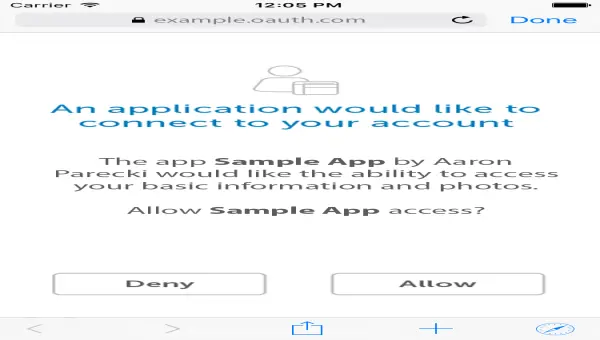 Carrier 12:05 PM
example.oauth.com Done
An application would like to
connect to your account
The app Sample App by Aaron
Parecki would like the ability to access
your basic information and photos.
Allow Sample App access?
Deny Allow